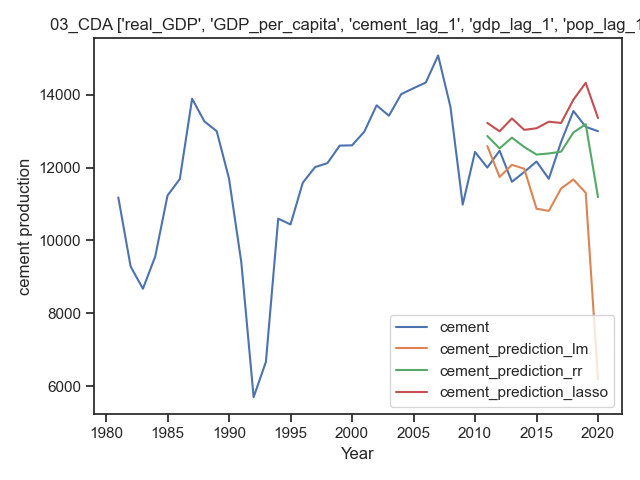 03_CDA ['real_GDP', 'GDP_per_capita', 'cement_lag_1', 'gdp_lag_1', 'pop_lag_1
14000
12000
10000
8000
6000
cement production
cement
cement_prediction_lm
cement_prediction_rr
cement_prediction_lasso
1980 1985 1990 1995 2000 2005 2010 2015 2020
Year